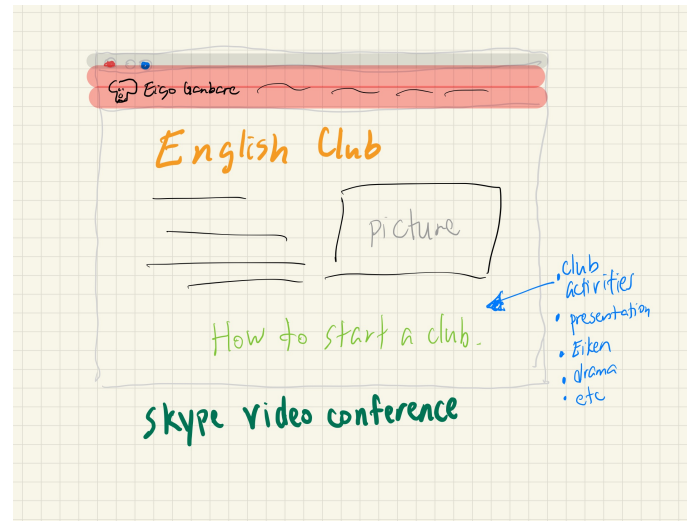 Eigo Ganbare
English Club
picture
How to start a club.
• club
activities
• presentation
• Eiken
• drama
• etc
skype video conference